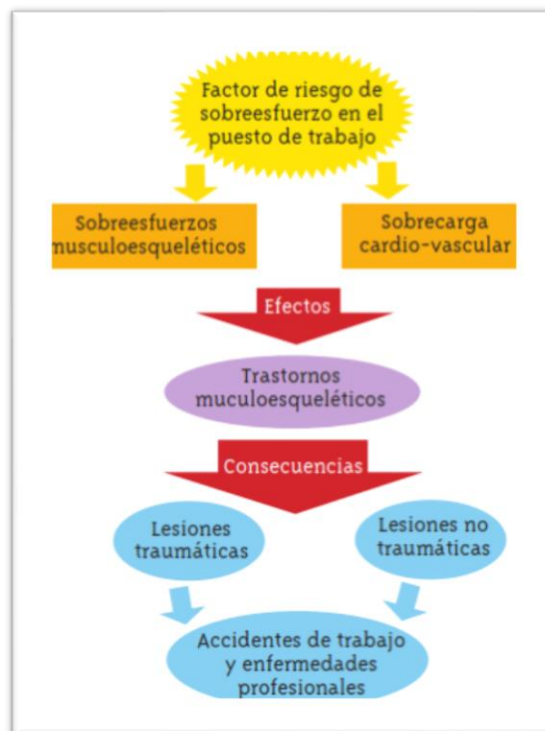 Factor de riesgo de
sobreesfuerzo en el
puesto de trabajo
Sobreesfuerzos
musculoesqueléticos
Sobrecarga
cardio-vascular
Efectos
Trastornos
muculoesqueléticos
Consecuencias
Lesiones
traumáticas
Lesiones no
traumáticas
Accidentes de trabajo
y enfermedades
profesionales